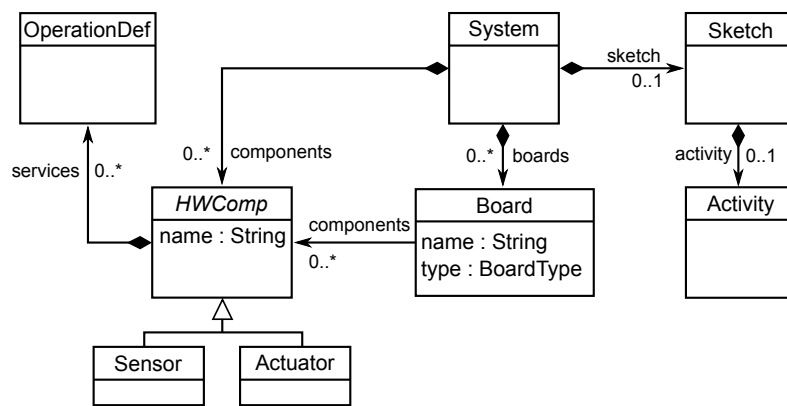 OperationDef
System
Sketch
sketch
0..1
0..* components
0..* boards
activity 0..1
services 0..*
HWComp
name : String
components
0..*
Board
name : String
type : BoardType
Activity
Sensor
Actuator